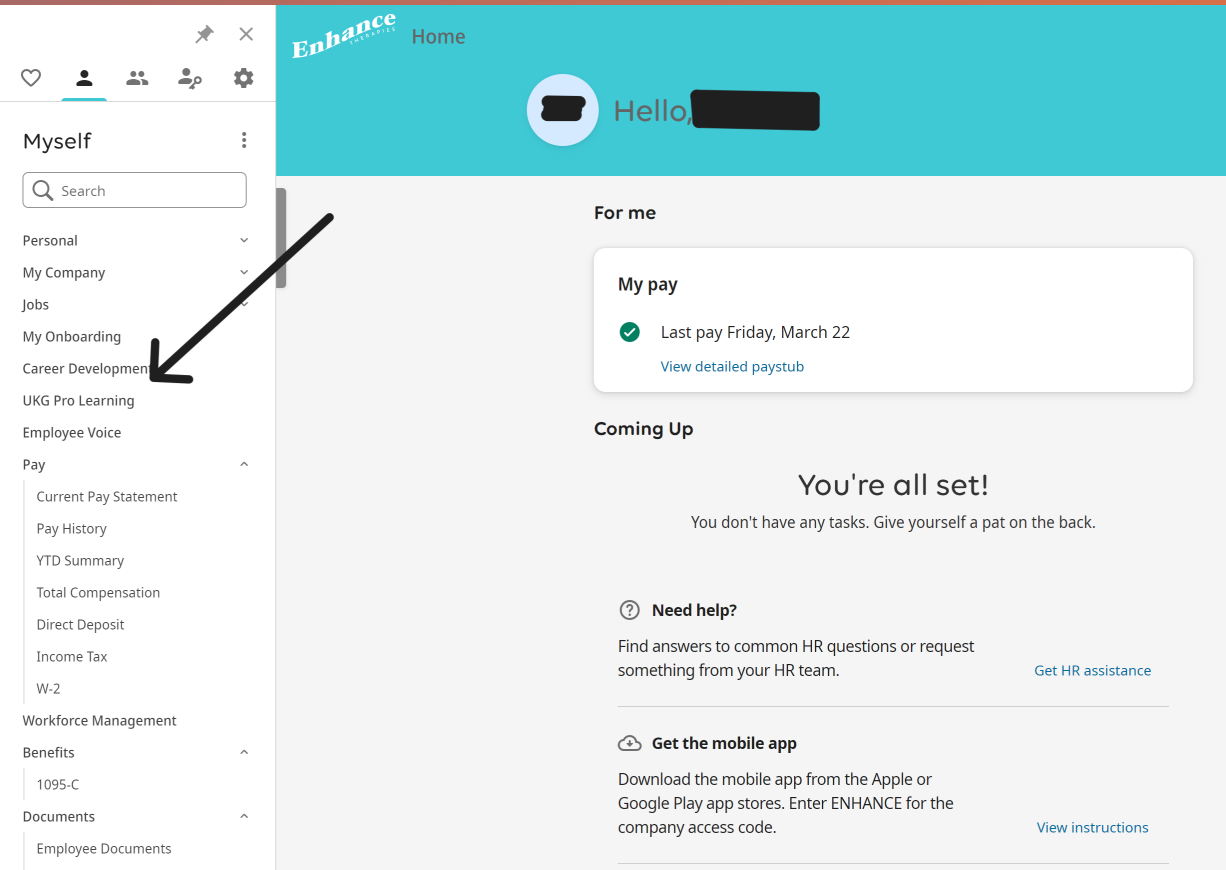 Enhance
THERAPIES
Home
Hello,
Myself
Search
Personal
My Company
Jobs
My Onboarding
Career Development
UKG Pro Learning
Employee Voice
Pay
Current Pay Statement
Pay History
YTD Summary
Total Compensation
Direct Deposit
Income Tax
W-2
Workforce Management
Benefits
1095-C
Documents
Employee Documents
For me
My pay
Last pay Friday, March 22
View detailed paystub
Coming Up
You're all set!
You don't have any tasks. Give yourself a pat on the back.
Need help?
Find answers to common HR questions or request
something from your HR team.
Get HR assistance
Get the mobile app
Download the mobile app from the Apple or
Google Play app stores. Enter ENHANCE for the
company access code.
View instructions